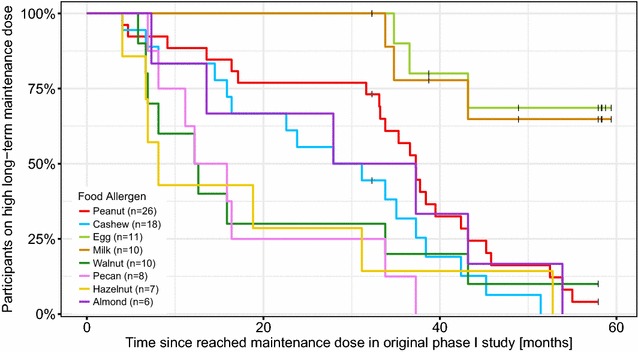 Participants on high long-term maintenance dose
100%
75%
50%
25%
0%
Food Allergen
Peanut (n=26)
Cashew (n=18)
Egg (n=11)
Milk (n=10)
Walnut (n=10)
Pecan (n=8)
Hazelnut (n=7)
Almond (n=6)
0
20
40
60
Time since reached maintenance dose in original phase I study [months]